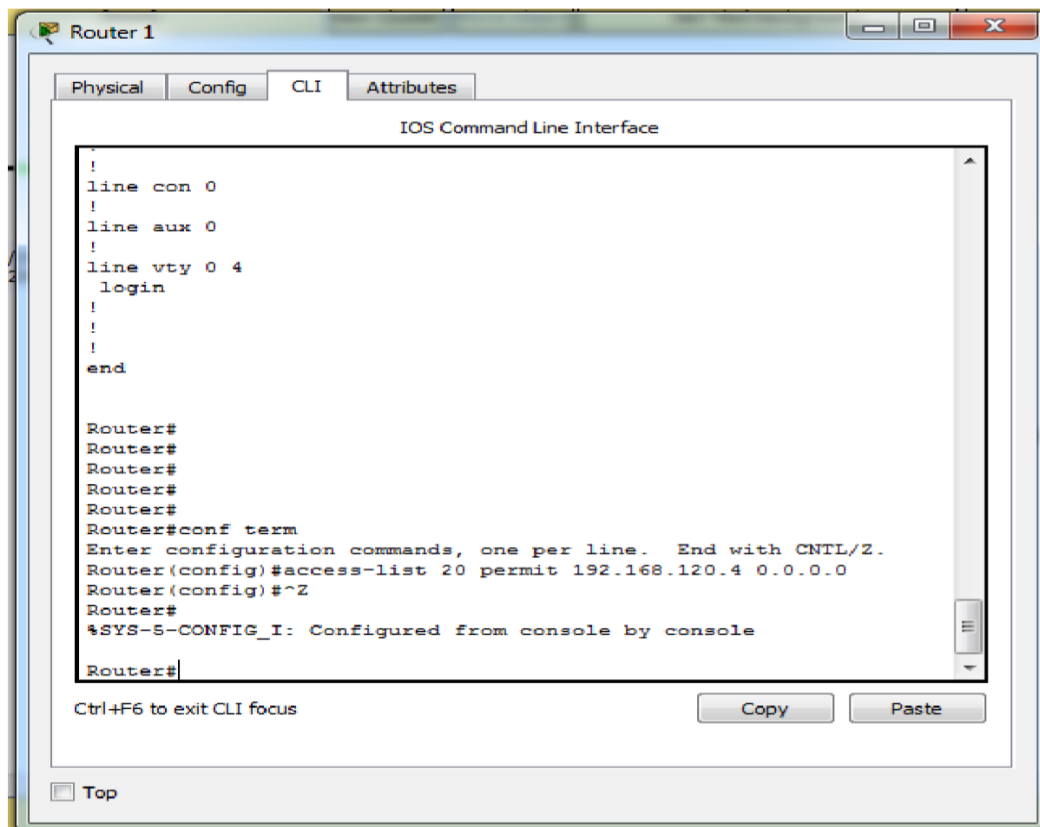 Router 1
Physical Config CLI Attributes
IOS Command Line Interface
!
line con 0
!
line aux 0
!
line vty 0 4
login
!
!
!
end
Router#
Router#
Router#
Router#
Router#
Router#conf term
Enter configuration commands, one per line. End with CNTL/Z.
Router(config)#access-list 20 permit 192.168.120.4 0.0.0.0
Router(config)#^Z
Router#
%SYS-5-CONFIG_I: Configured from console by console
Router#
Ctrl+F6 to exit CLI focus
Copy Paste
Top